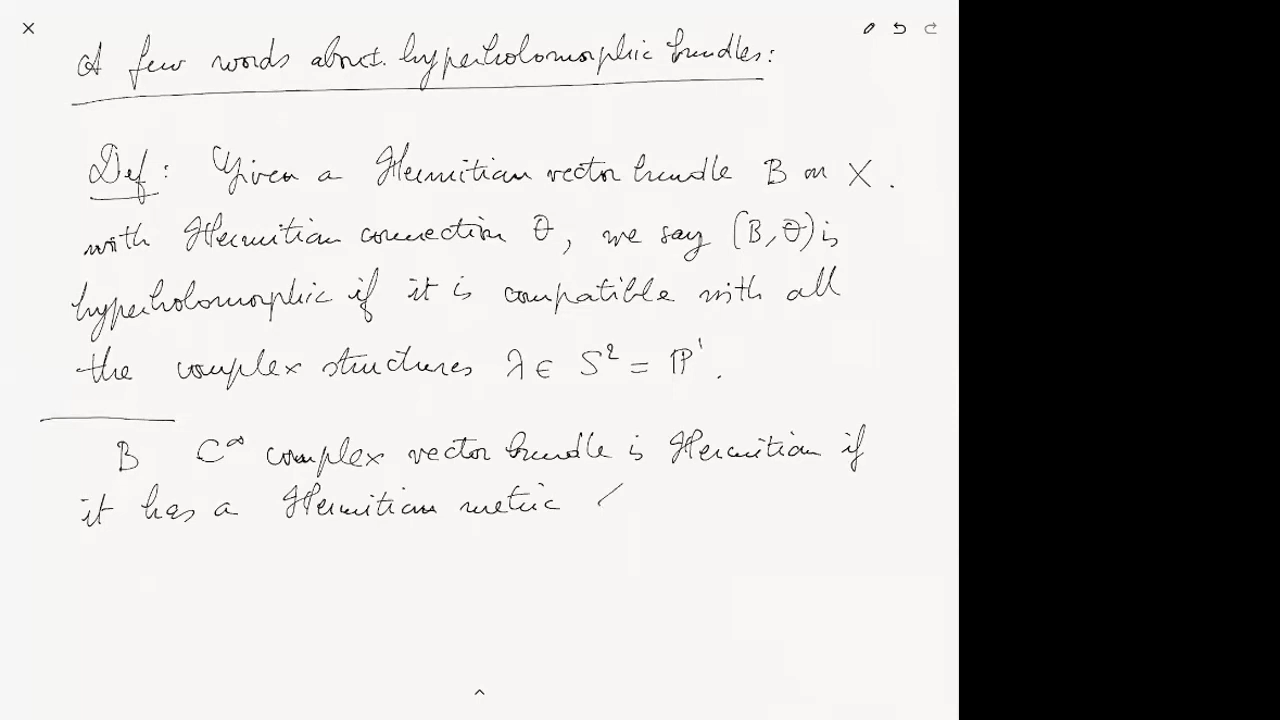 A few words about. hyperholomorphic bundles:
Def: Given a Hermitian vector bundle B on X.
with Hermitian connection θ, we say (B, θ) is
hyperholomorphic if it is compatible with all
the complex structures λ ∈ S² = ℙ¹.
B C^∞ complex vector bundle is Hermitian if
it has a Hermitian metric